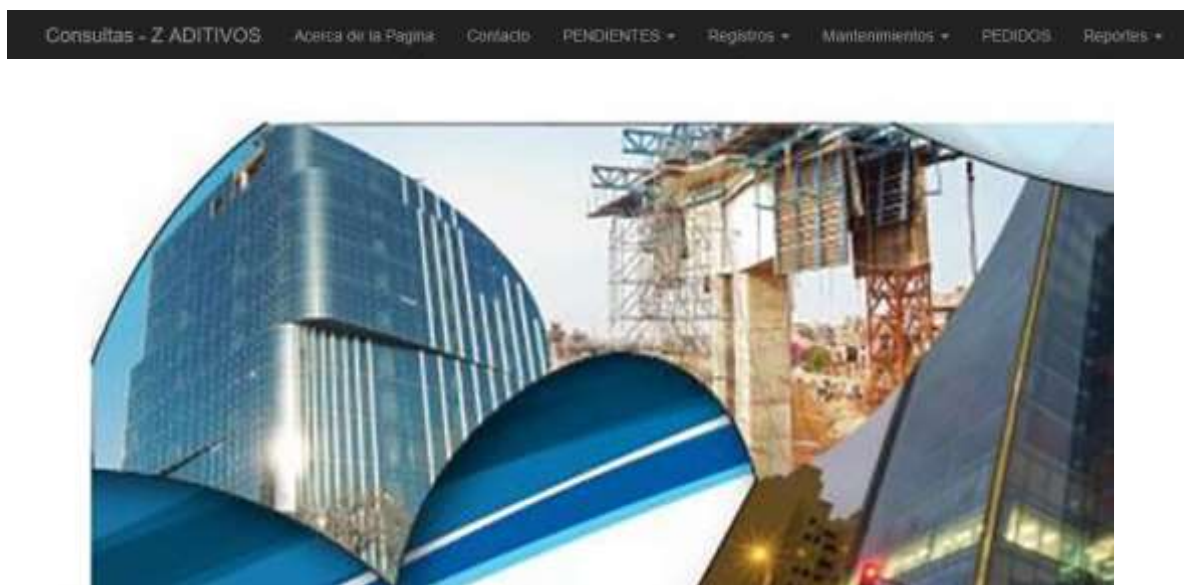 Consultas - Z ADITIVOS Acerca de la Pagina Contacto PENDIENTES Registros Mantenimientos PEDIDOS Reportes